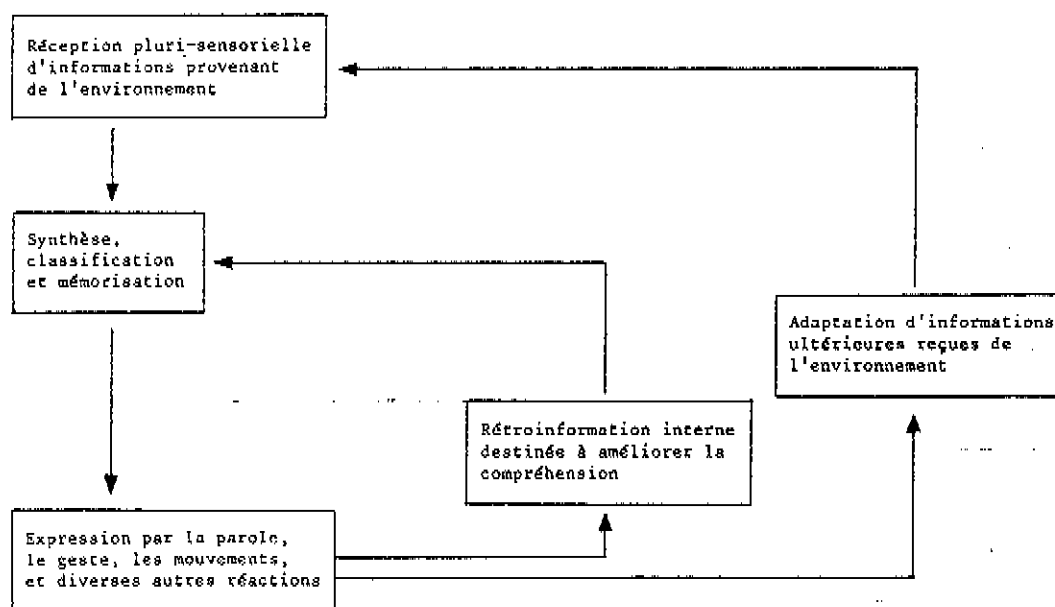 Réception pluri-sensorielle
d'informations provenant
de l'environnement
Synthèse,
classification
et mémorisation
Adaptation d'informations
ultérieures reçues de
l'environnement
Rétroinformation interne
destinée à améliorer la
compréhension
Expression par la parole,
le geste, les mouvements,
et diverses autres réactions